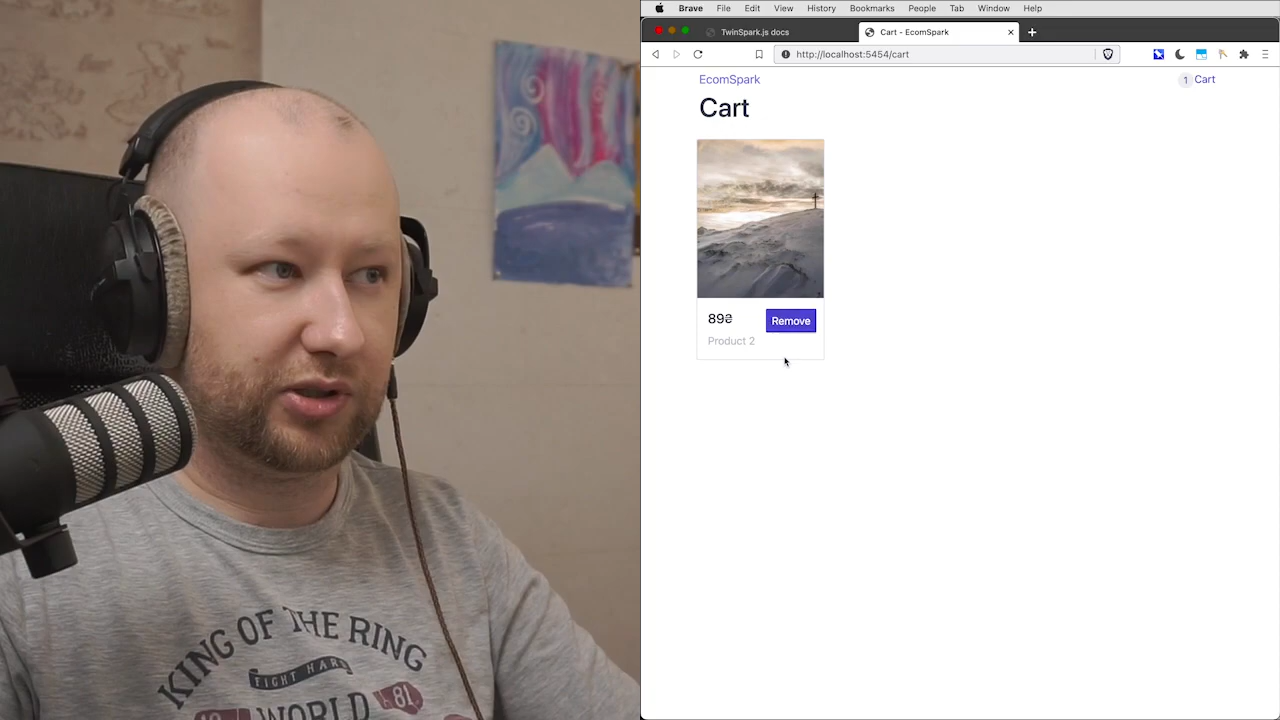 Brave File Edit View History Bookmarks People Tab Window Help
TwinSpark.js docs
Cart - EcomSpark
http://localhost:5454/cart
EcomSpark
1 Cart
Cart
89₴
Remove
Product 2
KING OF THE RING
FIGHT HARD
WORLD
81